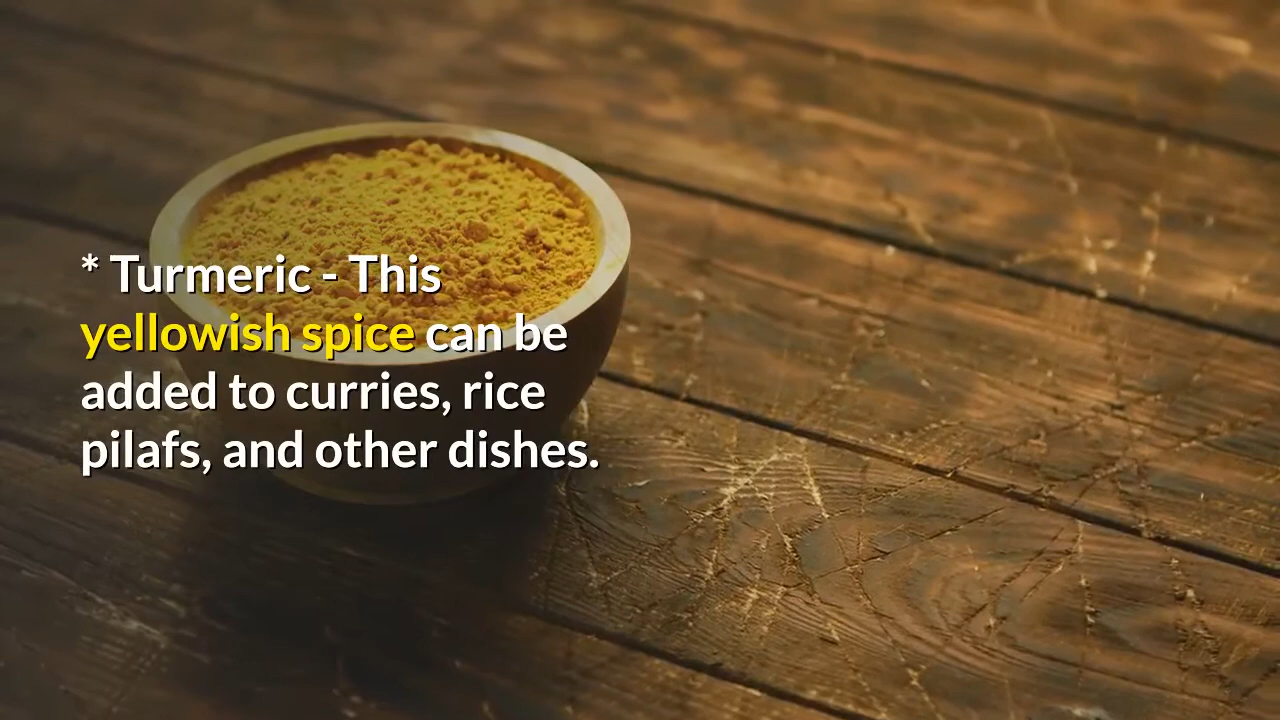 * Turmeric - This
yellowish spice can be
added to curries, rice
pilafs, and other dishes.